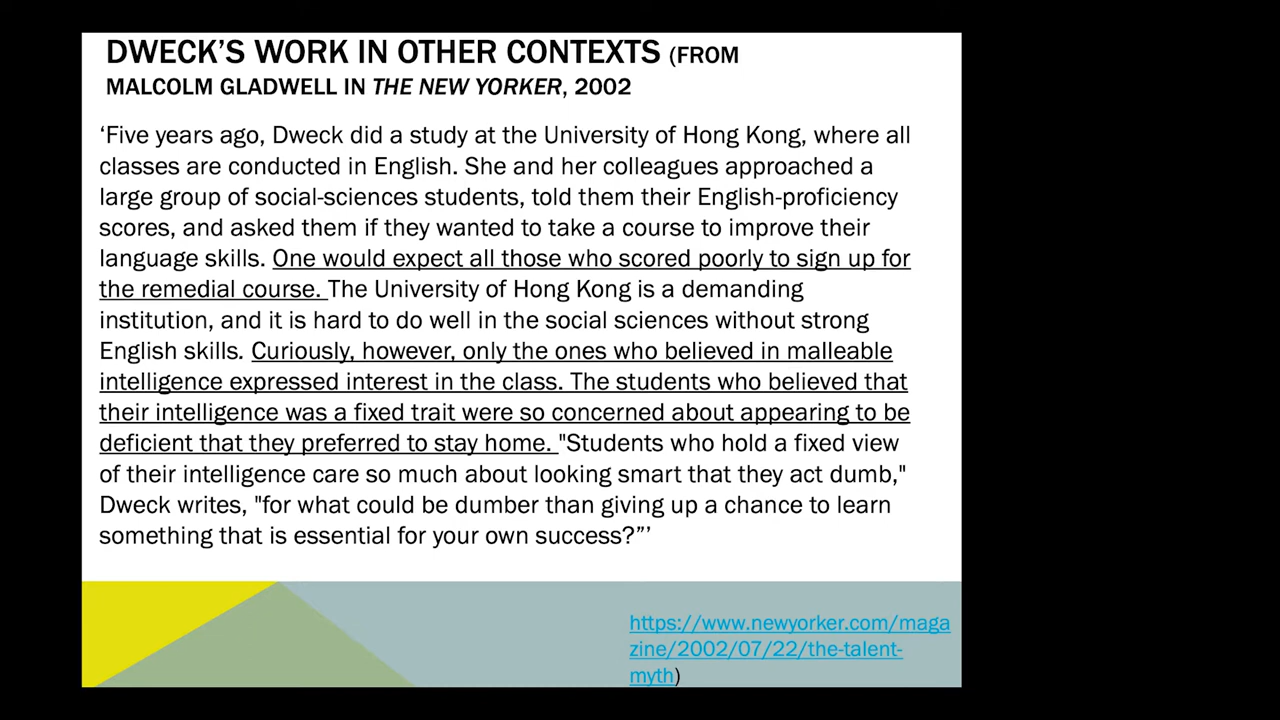 DWECK'S WORK IN OTHER CONTEXTS (FROM
MALCOLM GLADWELL IN THE NEW YORKER, 2002
‘Five years ago, Dweck did a study at the University of Hong Kong, where all
classes are conducted in English. She and her colleagues approached a
large group of social-sciences students, told them their English-proficiency
scores, and asked them if they wanted to take a course to improve their
language skills. One would expect all those who scored poorly to sign up for
the remedial course. The University of Hong Kong is a demanding
institution, and it is hard to do well in the social sciences without strong
English skills. Curiously, however, only the ones who believed in malleable
intelligence expressed interest in the class. The students who believed that
their intelligence was a fixed trait were so concerned about appearing to be
deficient that they preferred to stay home. "Students who hold a fixed view
of their intelligence care so much about looking smart that they act dumb,"
Dweck writes, "for what could be dumber than giving up a chance to learn
something that is essential for your own success?”’
https://www.newyorker.com/maga
zine/2002/07/22/the-talent-
myth)